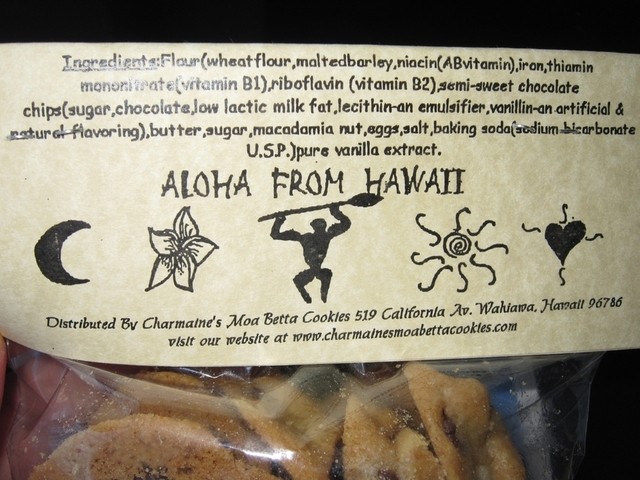 Ingredients:Flour(wheatflour,maltedbarley,niacin(ABvitamin),iron,thiamin
mononitrate(vitamin B1),riboflavin (vitamin B2),semi-sweet chocolate
chips(sugar,chocolate,low lactic milk fat,lecithin-an emulsifier,vanillin-an artificial &
natural flavoring),butter,sugar,macadamia nut,eggs,salt,baking soda(sodium bicarbonate
U.S.P.)pure vanilla extract.
ALOHA FROM HAWAII
Distributed By Charmaine's Moa Betta Cookies 519 California Av. Wahiawa, Hawaii 96786
visit our website at www.charmainesmoabettacookies.com